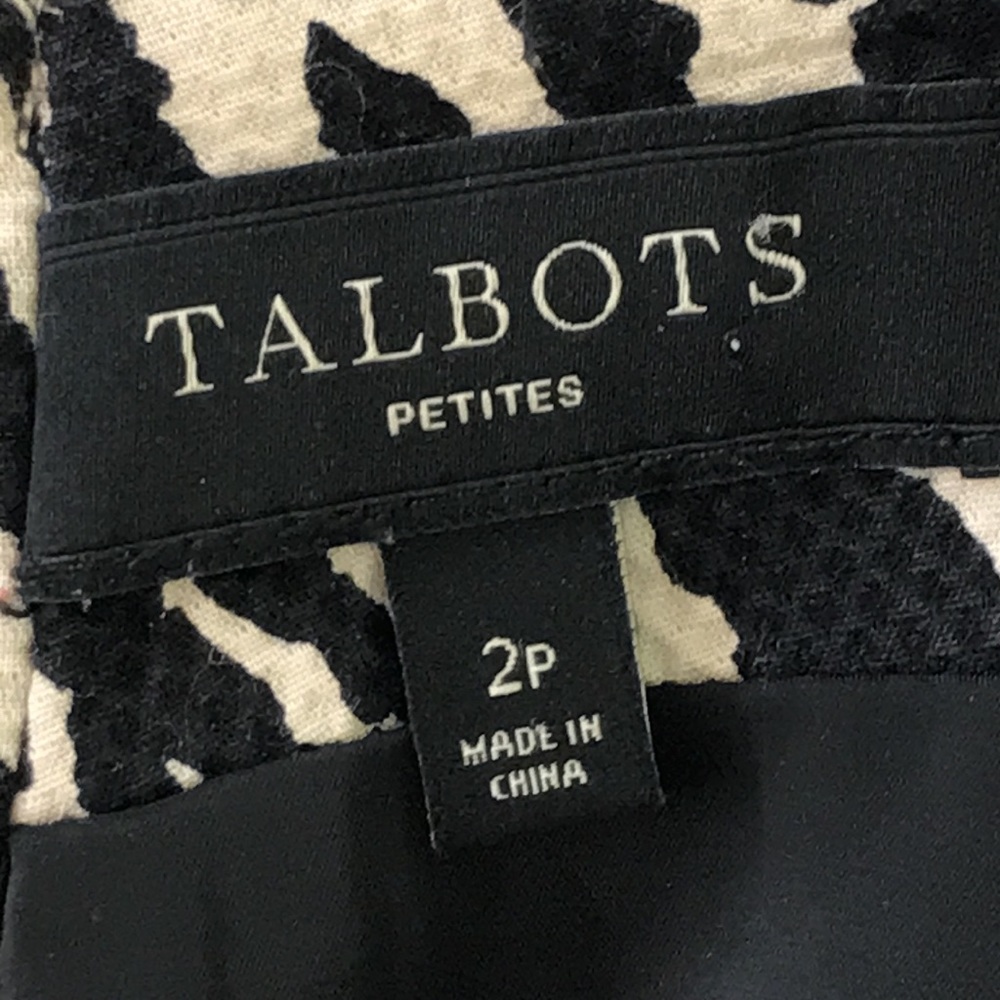 TALBOTS
PETITES
2P
MADE IN
CHINA